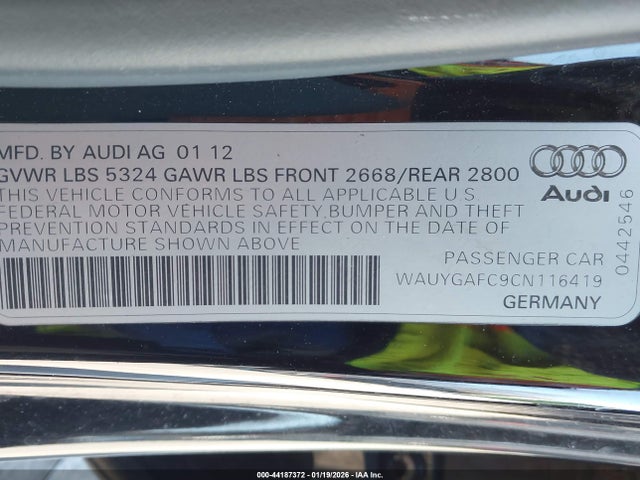 MFD. BY AUDI AG 01 12
GVWR LBS 5324 GAWR LBS FRONT 2668/REAR 2800
THIS VEHICLE CONFORMS TO ALL APPLICABLE U S
FEDERAL MOTOR VEHICLE SAFETY,BUMPER AND THEFT
PREVENTION STANDARDS IN EFFECT ON THE DATE OF
MANUFACTURE SHOWN ABOVE
Audi
0442546
PASSENGER CAR
WAUYGAFC9CN116419
GERMANY
000-44187372 - 01/19/2026 - IAA Inc.